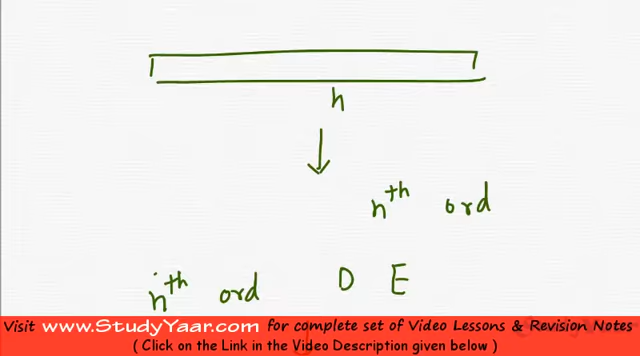 n
nth ord
nth ord D E
Visit www.StudyYaar.com for complete set of Video Lessons & Revision Notes
( Click on the Link in the Video Description given below )